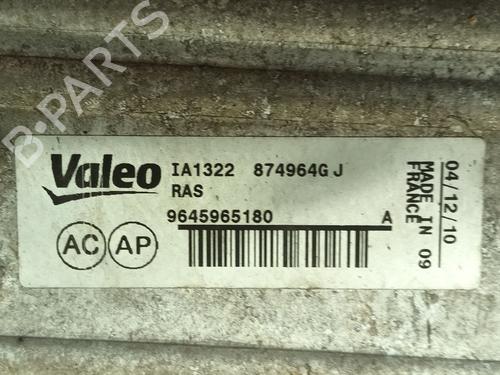 Valeo
IA1322 874964G J
RAS
9645965180 A
AC AP
MADE IN 09
FRANCE
04/12/10
B-PARTS